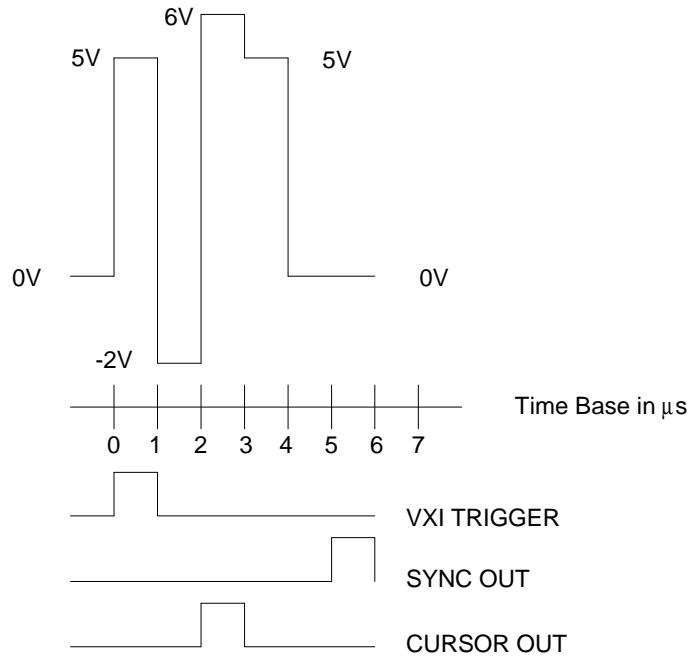 6V
5V 5V
0V 0V
-2V
Time Base in μs
0 1 2 3 4 5 6 7
VXI TRIGGER
SYNC OUT
CURSOR OUT